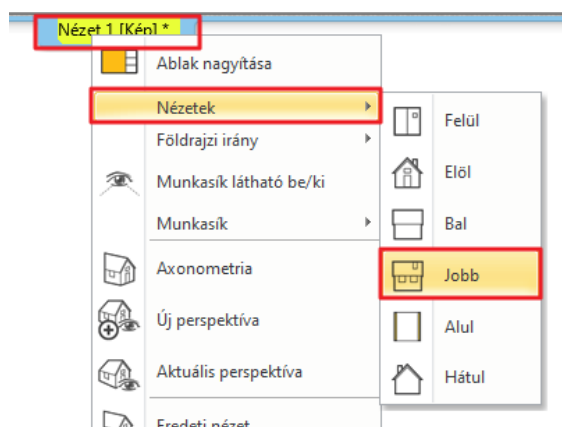 Nézet 1 [Kép] *
Ablak nagyítása
Nézetek
Földrajzi irány
Munkasík látható be/ki
Munkasík
Axonometria
Új perspektíva
Aktuális perspektíva
Eredeti nézet
Felül
Elöl
Bal
Jobb
Alul
Hátul